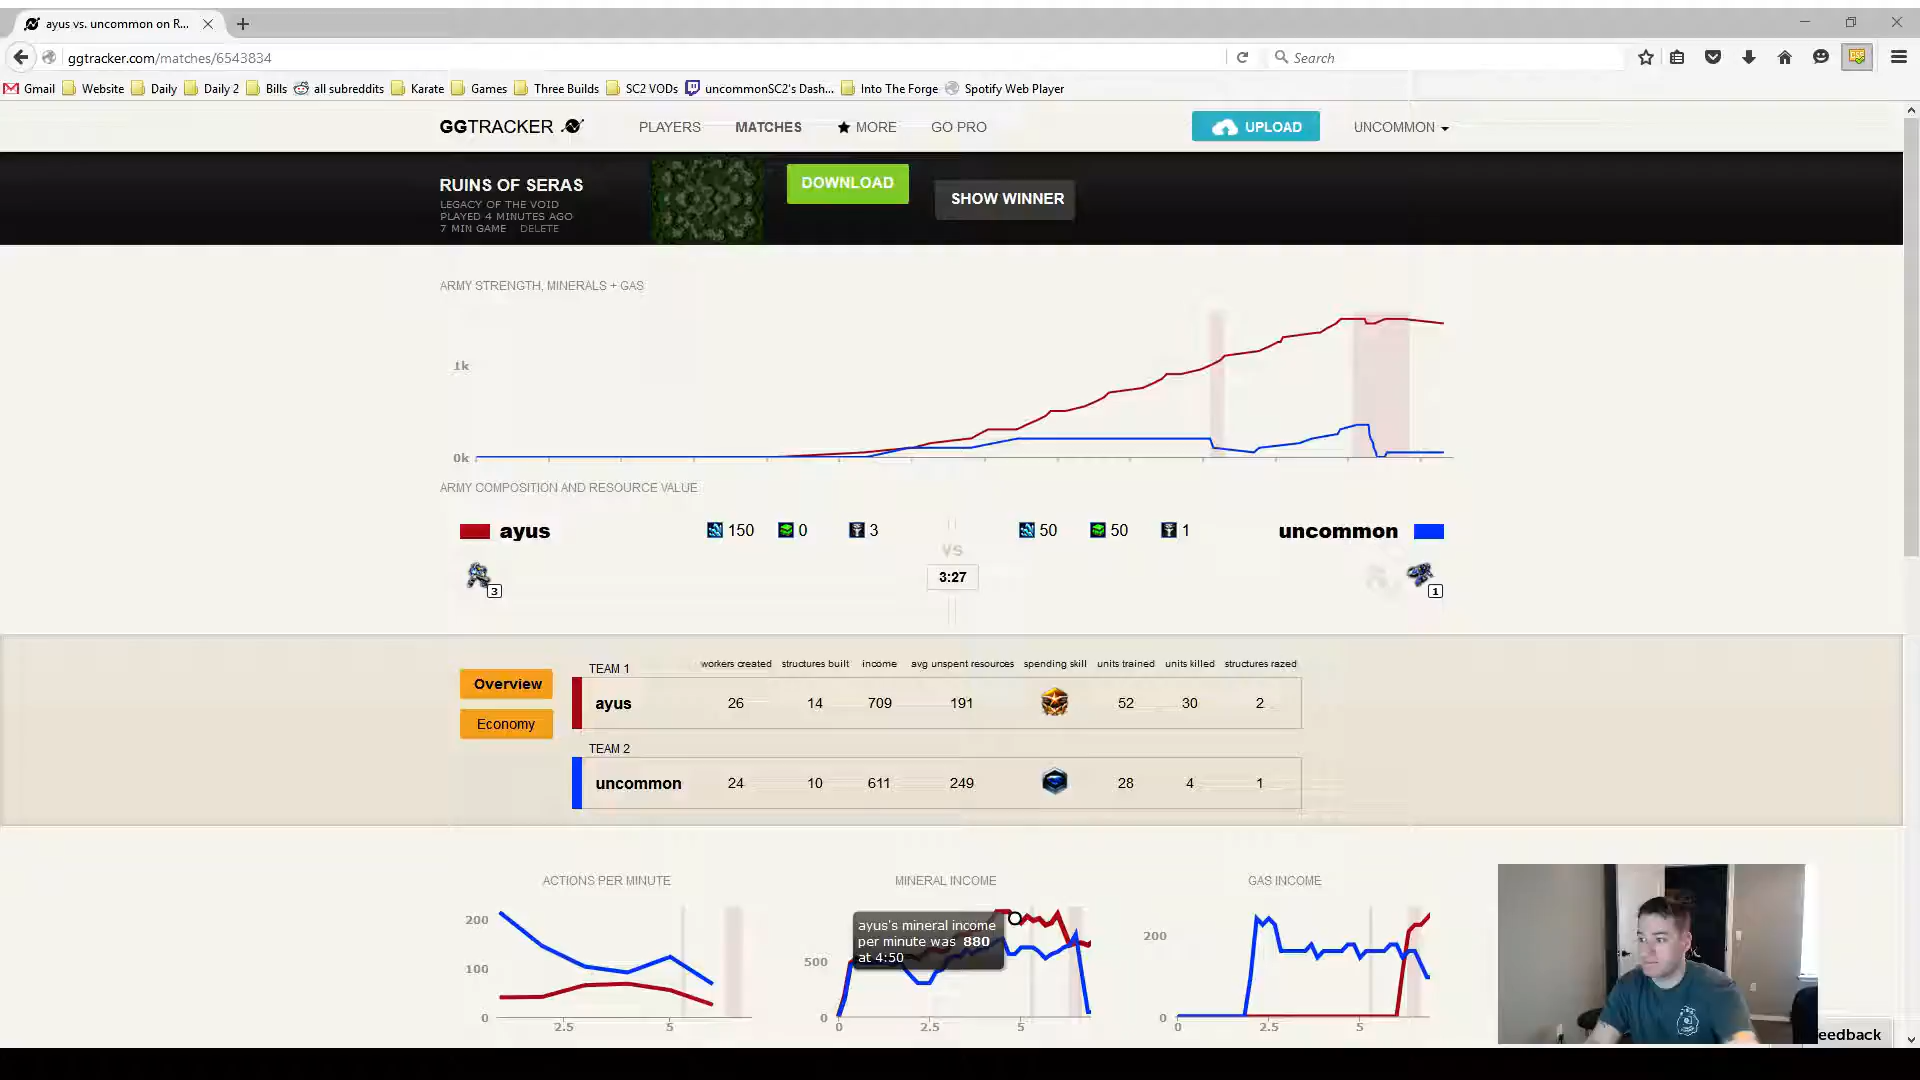 ayus vs. uncommon on R...
ggtracker.com/matches/6543834
Search
Gmail Website Daily Daily 2 Bills all subreddits Karate Games Three Builds SC2 VODs uncommonSC2's Dash... Into The Forge Spotify Web Player
GGTRACKER PLAYERS MATCHES MORE GO PRO UPLOAD UNCOMMON
RUINS OF SERAS
LEGACY OF THE VOID
PLAYED 4 MINUTES AGO
7 MIN GAME DELETE
DOWNLOAD
SHOW WINNER
ARMY STRENGTH, MINERALS + GAS
1k
0k
ARMY COMPOSITION AND RESOURCE VALUE
ayus 150 0 3 50 50 1 uncommon
VS
3:27
3
1
Overview
Economy
TEAM 1 workers created structures built income avg unspent resources spending skill units trained units killed structures razed
ayus 26 14 709 191 52 30 2
TEAM 2
uncommon 24 10 611 249 28 4 1
ACTIONS PER MINUTE
200
100
0
2.5 5
MINERAL INCOME
ayus's mineral income
per minute was 880
at 4:50
500
0
0 2.5 5
GAS INCOME
200
0
0 2.5 5
eedback